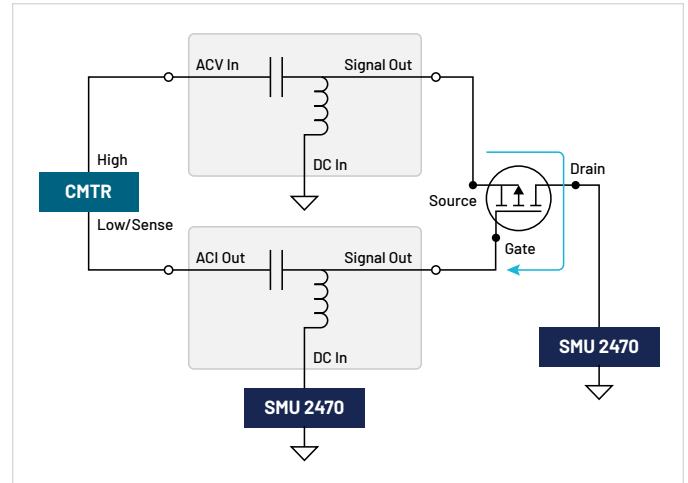 ACV In
Signal Out
DC In
High
CMTR
Low/Sense
Source
Drain
Gate
ACI Out
Signal Out
DC In
SMU 2470
SMU 2470